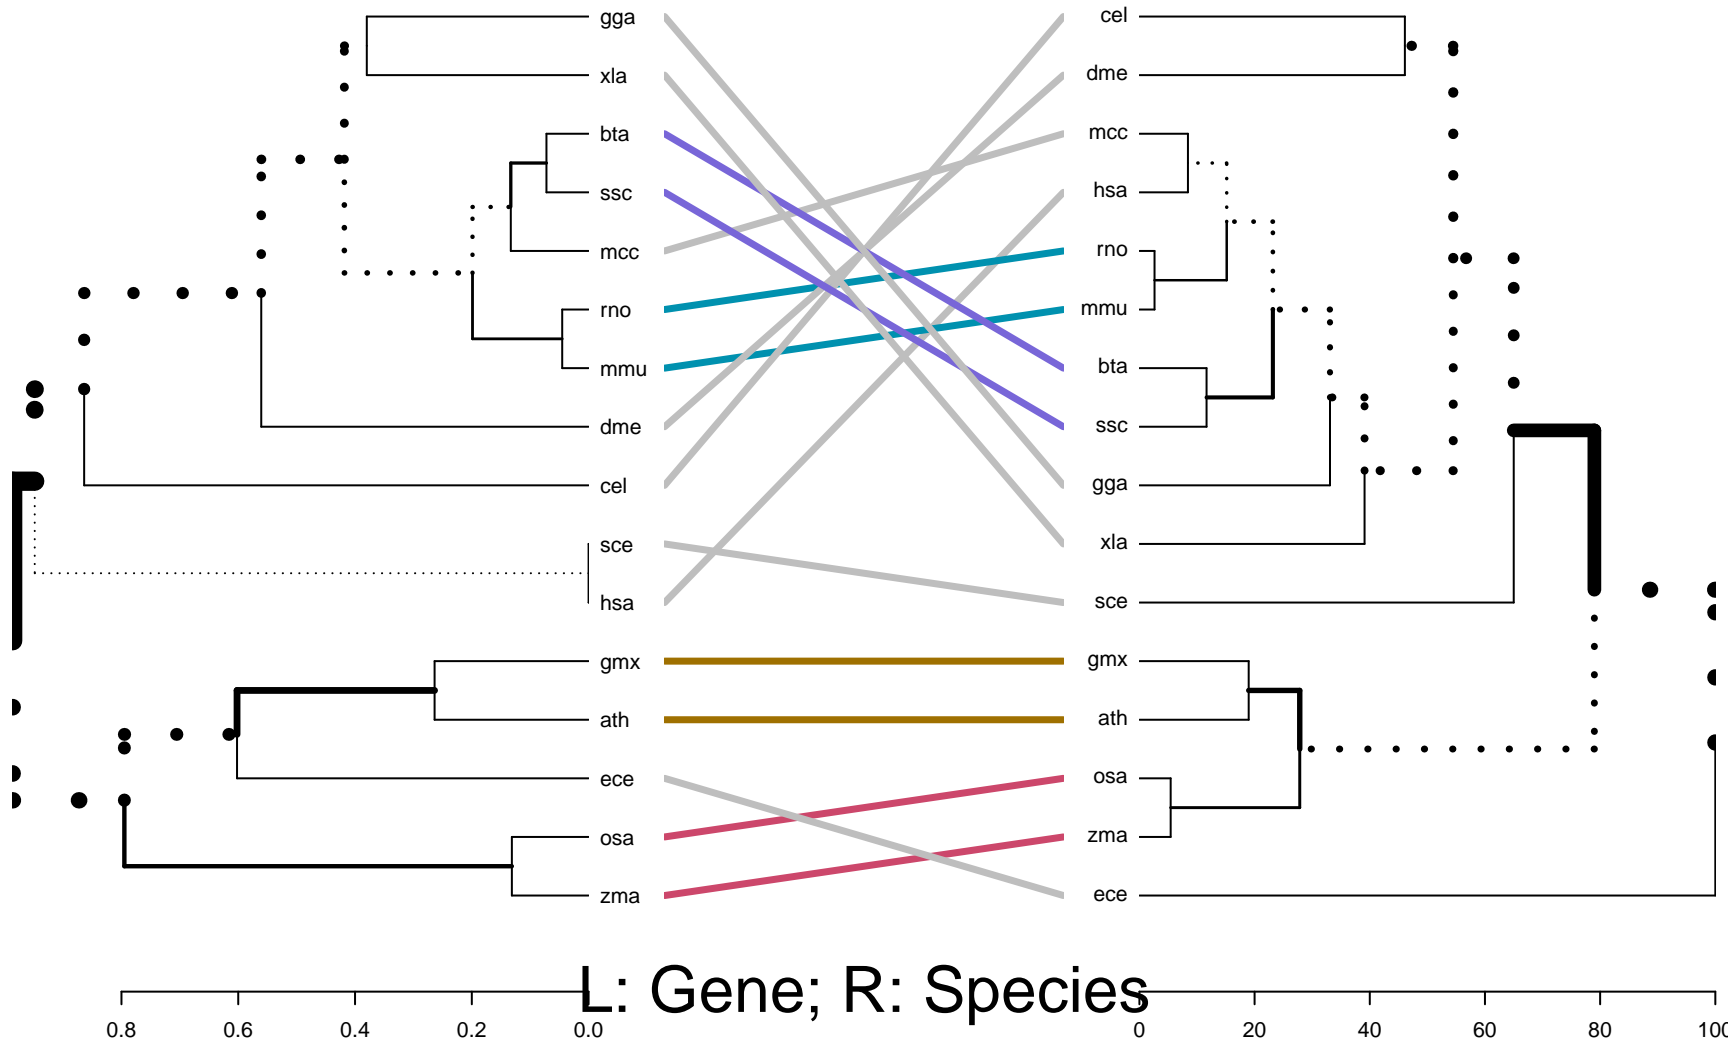 gga cel
xla dme
bta mcc
ssc hsa
mcc rno
rno mmu
mmu bta
dme ssc
cel gga
sce xla
hsa sce
gmx gmx
ath ath
ece osa
osa zma
zma ece
L: Gene; R: Species
0.8 0.6 0.4 0.2 0.0 0 20 40 60 80 100